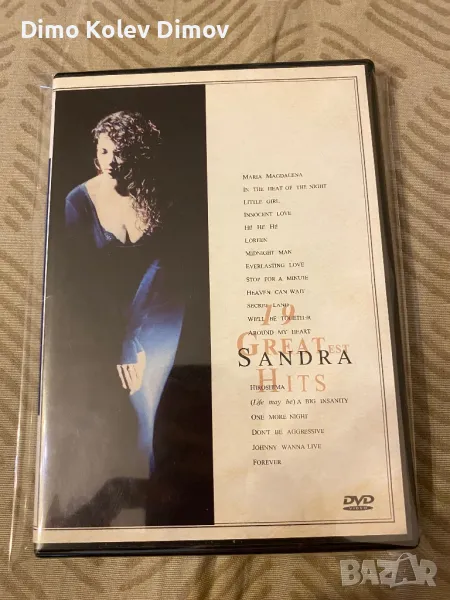 Dimo Kolev Dimov
MARIA MAGDALENA
IN THE HEAT OF THE NIGHT
LITTLE GIRL
INNOCENT LOVE
HI! HI! HI!
LOREEN
MIDNIGHT MAN
EVERLASTING LOVE
STOP FOR A MINUTE
HEAVEN CAN WAIT
SECRET LAND
WE'LL BE TOGETHER
AROUND MY HEART
19
GREATEST
SANDRA
HITS
HIROSHIMA
(Life may be) A BIG INSANITY
ONE MORE NIGHT
DON'T BE AGGRESSIVE
JOHNNY WANNA LIVE
FOREVER
DVD
VIDEO
BAZAR